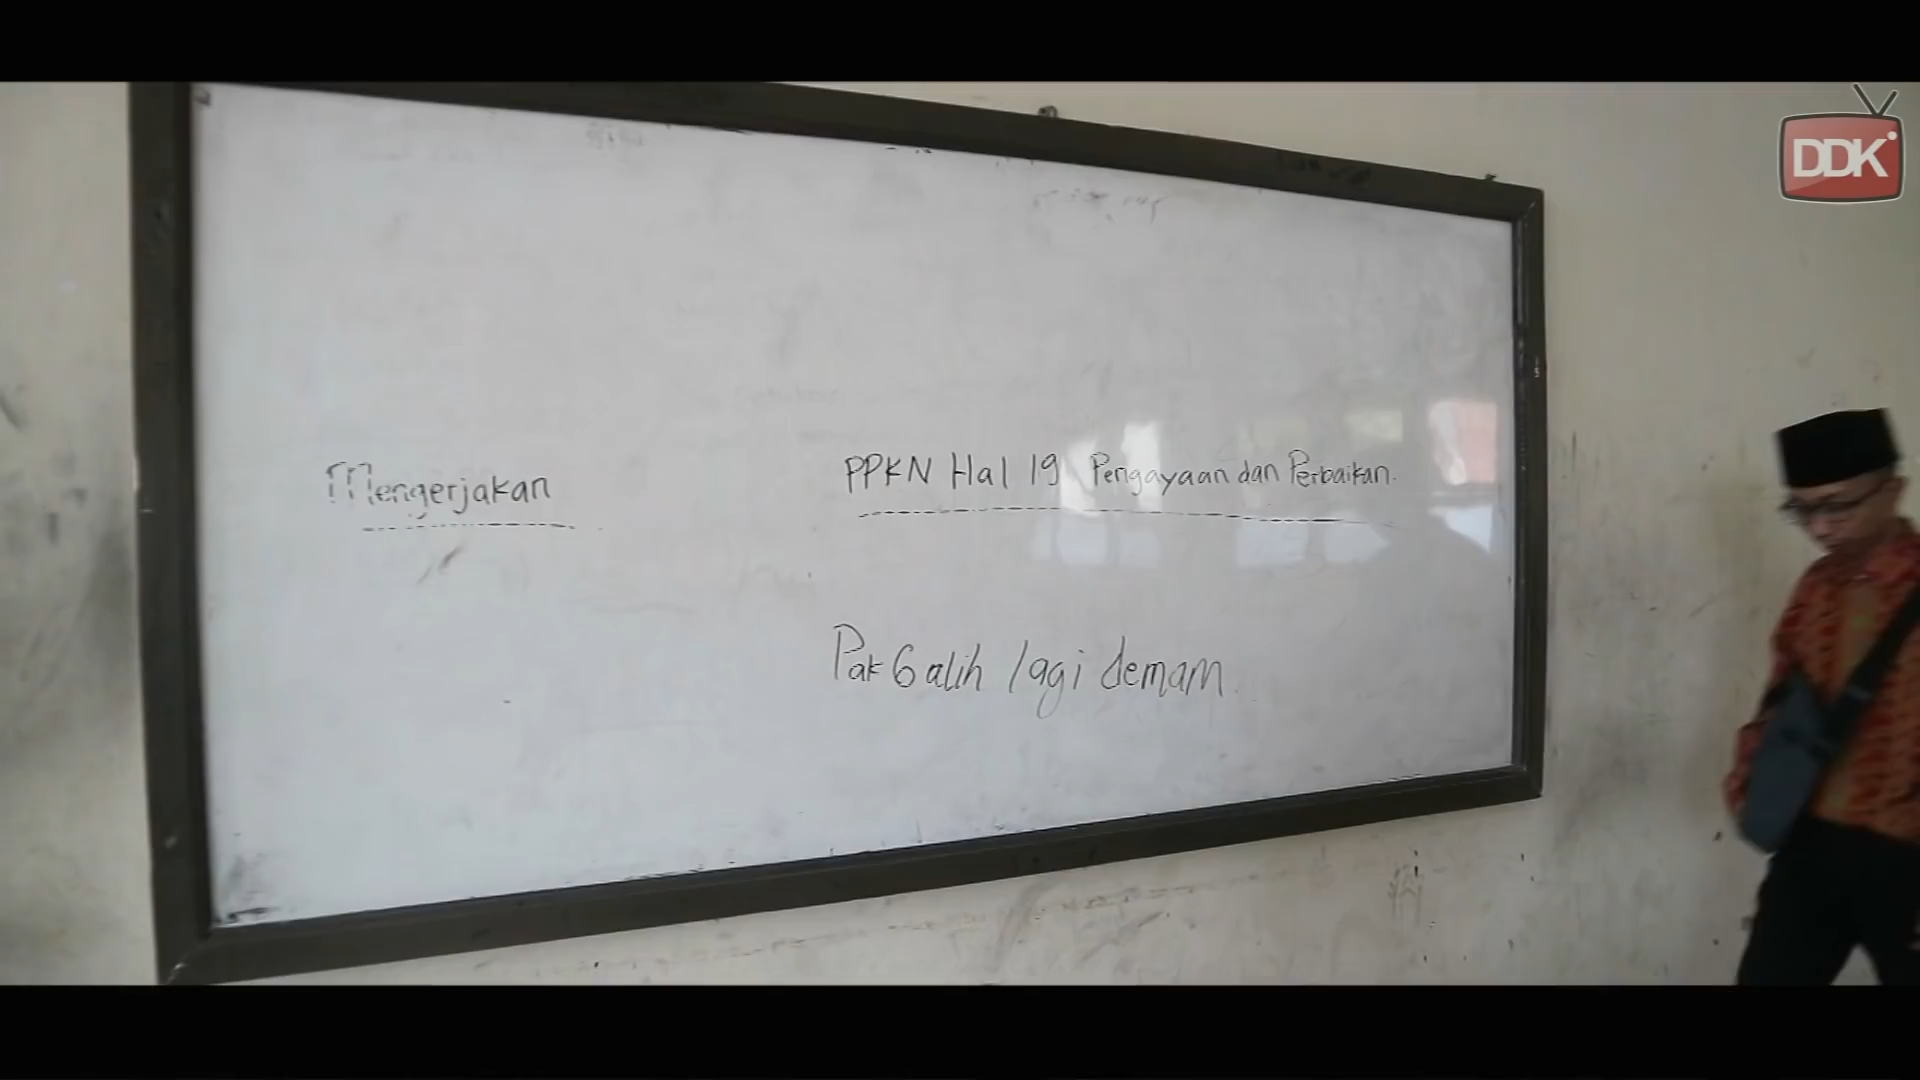 DDK
Mengerjakan
PPKN Hal 19 Pengayaan dan Perbaikan.
Pak Galih lagi demam.